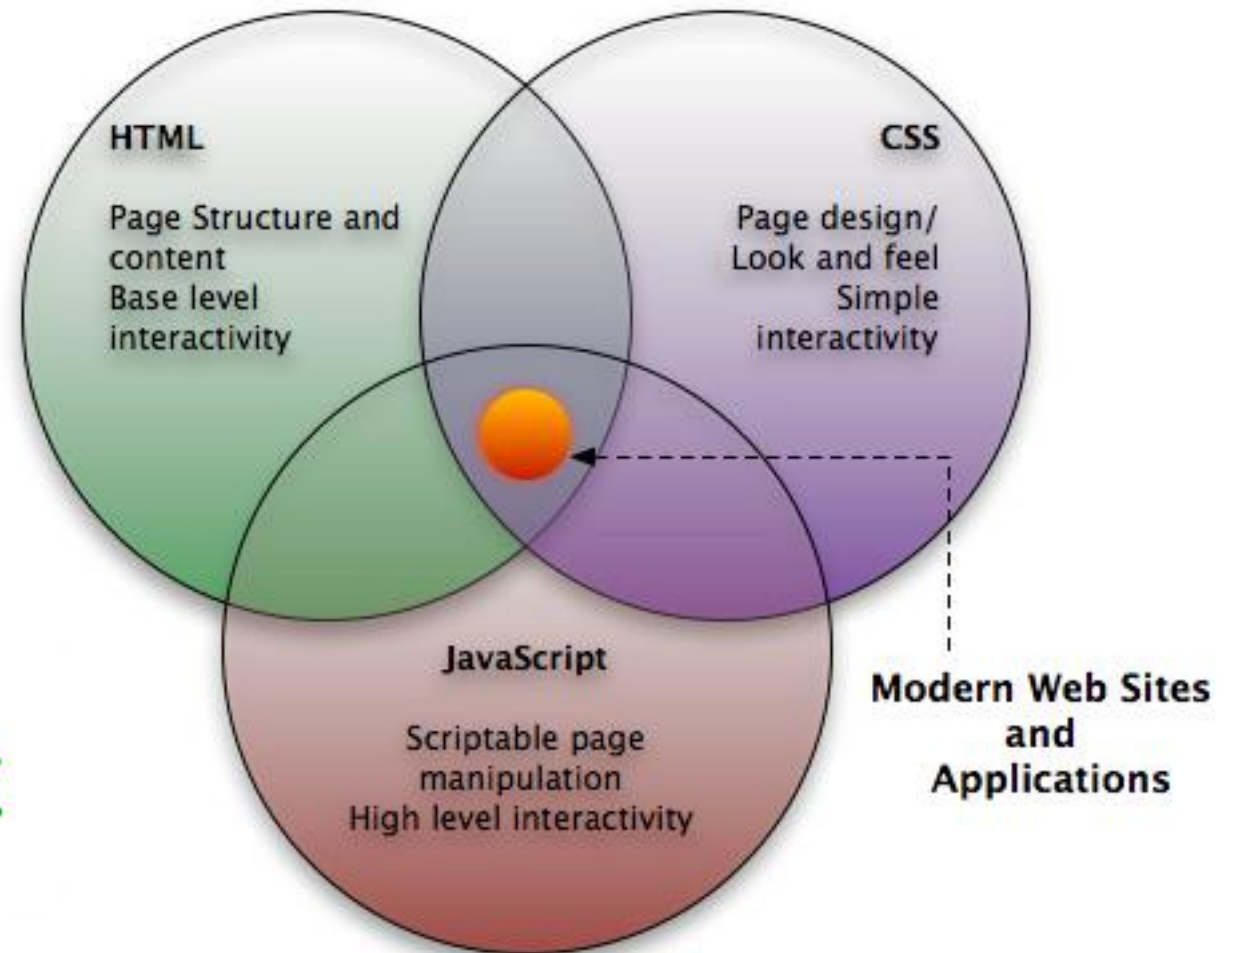 HTML
Page Structure and
content
Base level
interactivity
CSS
Page design/
Look and feel
Simple
interactivity
JavaScript
Scriptable page
manipulation
High level interactivity
Modern Web Sites
and
Applications